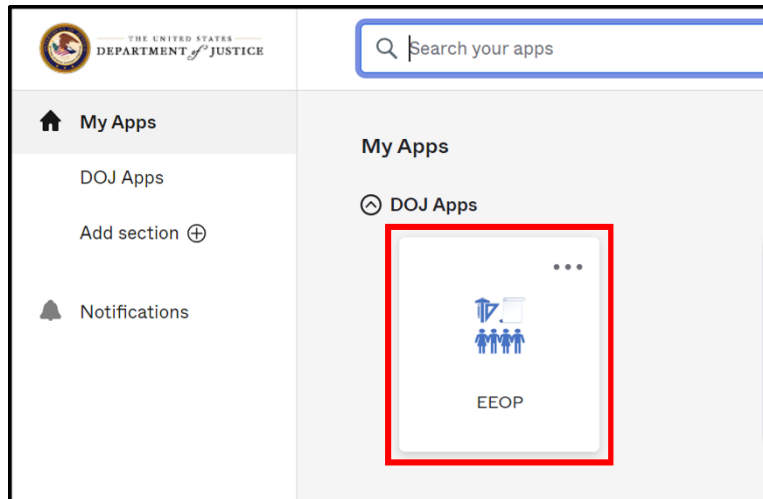 THE UNITED STATES
DEPARTMENT of JUSTICE
Search your apps
My Apps
DOJ Apps
Add section
Notifications
My Apps
DOJ Apps
EEOP